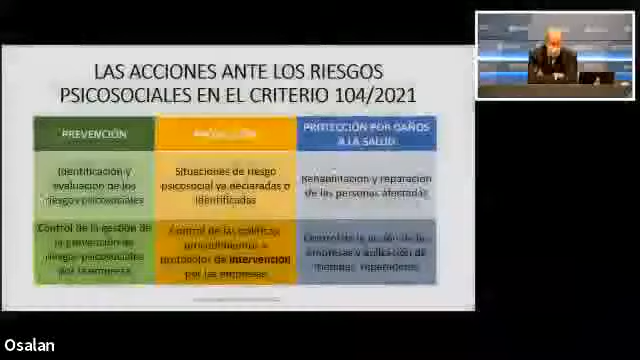 LAS ACCIONES ANTE LOS RIESGOS
PSICOSOCIALES EN EL CRITERIO 104/2021
PREVENCIÓN
PROTECCIÓN POR DAÑOS
A LA SALUD
Identificación y
evaluación de los
riesgos psicosociales
Situaciones de riesgo
psicosocial ya declaradas o
identificadas
Rehabilitación y reparación
de las personas afectadas
Control de la gestión de
la prevención de
riesgos psicosociales
por la empresa
Control de las políticas,
procedimientos o
protocolos de intervención
por las empresas
Control de la acción de las
empresas y aplicación de
medidas
Osalan